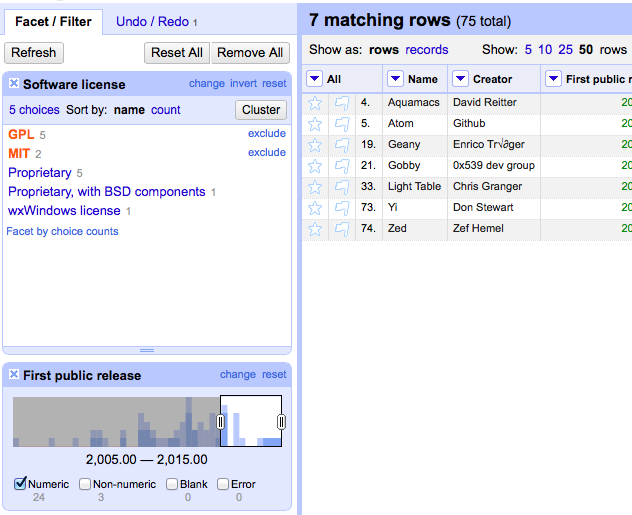 Facet / Filter
Undo / Redo 1
Refresh
Reset All
Remove All
Software license
change invert reset
5 choices Sort by: name count
Cluster
GPL 5
exclude
MIT 2
exclude
Proprietary 5
Proprietary, with BSD components 1
wxWindows license 1
Facet by choice counts
First public release
change reset
2,005.00 — 2,015.00
Numeric
Non-numeric
Blank
Error
24
3
0
0
7 matching rows (75 total)
Show as: rows records
Show: 5 10 25 50 rows
All
Name
Creator
First public r
4. Aquamacs David Reitter 20
5. Atom Github 20
19. Geany Enrico Tr√∂ger 20
21. Gobby 0x539 dev group 20
33. Light Table Chris Granger 20
73. Yi Don Stewart 20
74. Zed Zef Hemel 20